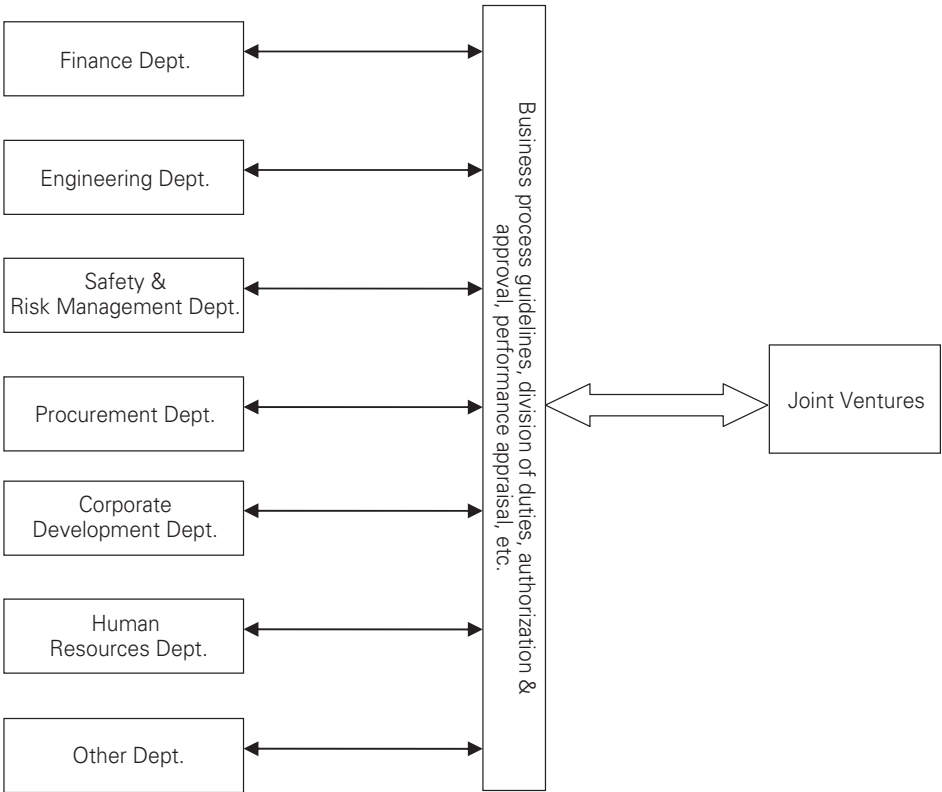 Finance Dept.
Engineering Dept.
Safety &
Risk Management Dept.
Procurement Dept.
Corporate
Development Dept.
Human
Resources Dept.
Other Dept.
Business process guidelines, division of duties, authorization &
approval, performance appraisal, etc.
Joint Ventures